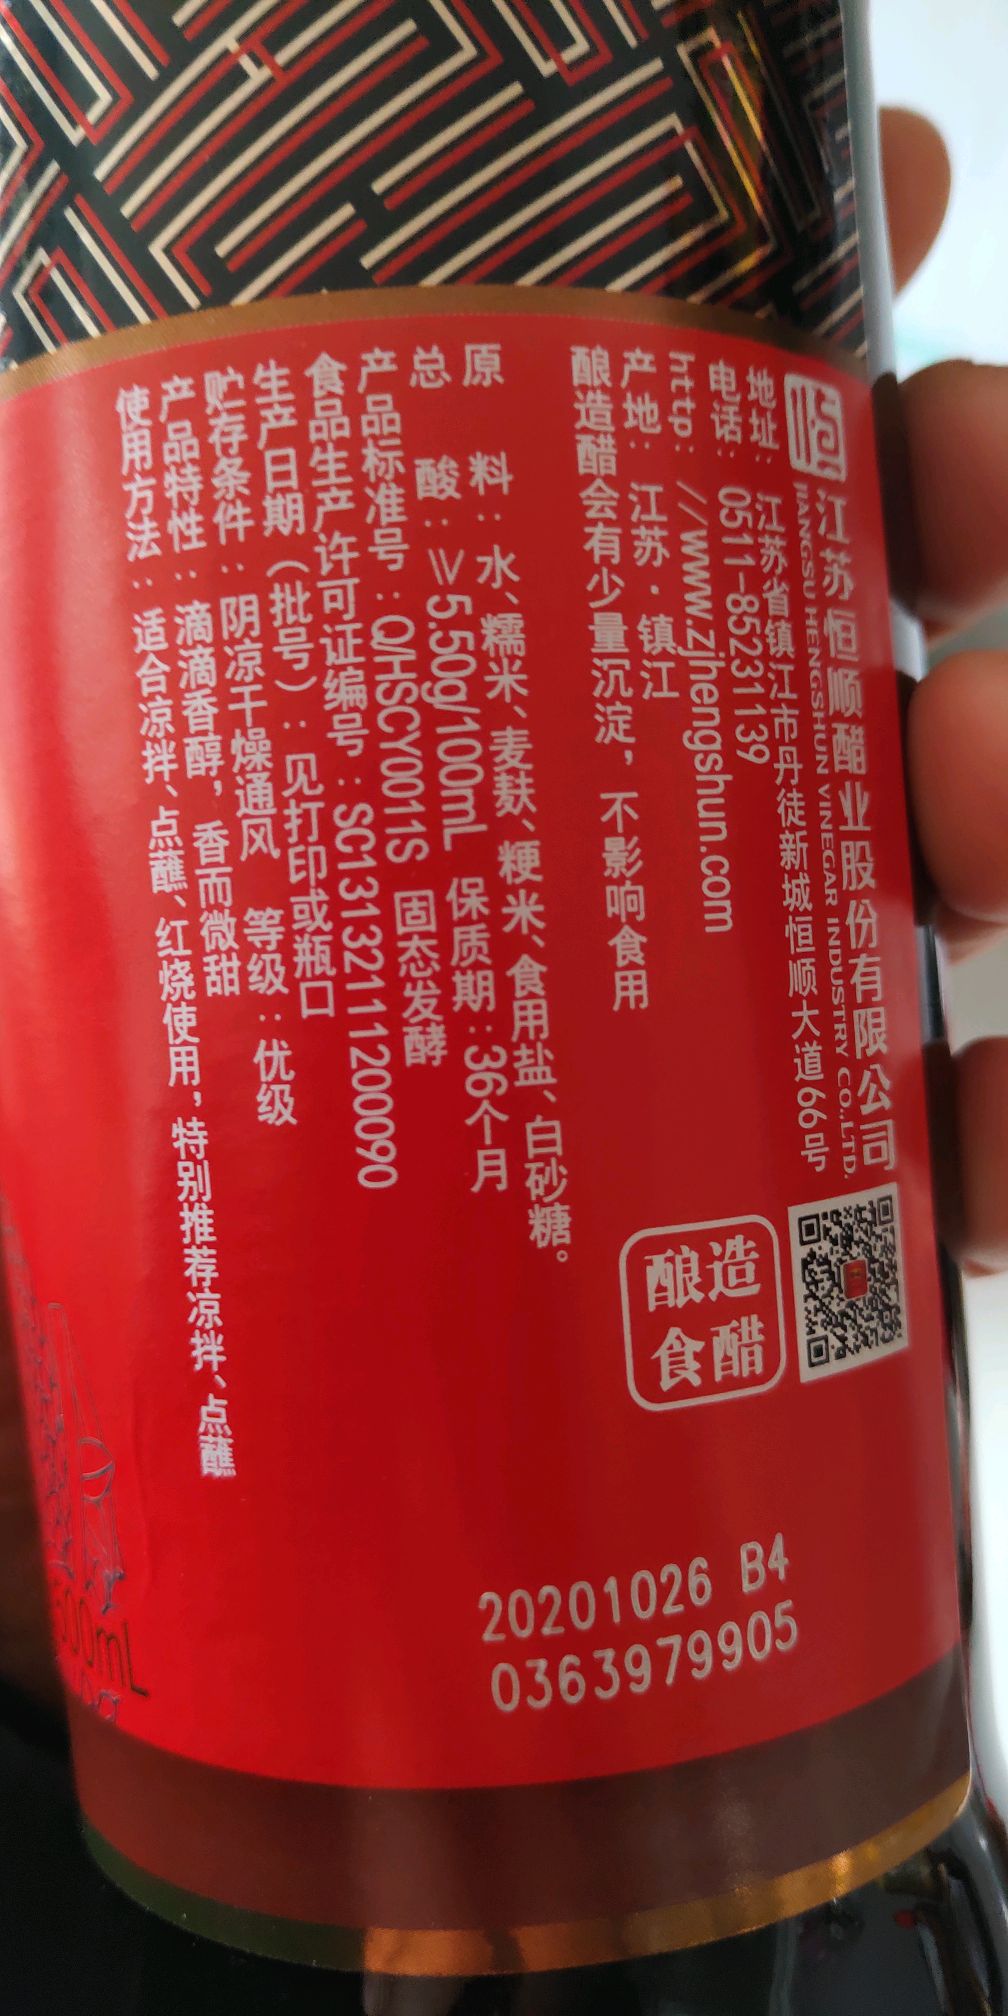 恒
江苏恒顺醋业股份有限公司
JIANGSU HENGSHUN VINEGAR INDUSTRY CO.,LTD.
地址：江苏省镇江市丹徒新城恒顺大道66号
电话：0511-85231139
http：//www.zjhengshun.com
产地：江苏·镇江
酿造醋会有少量沉淀，不影响食用
原料：水、糯米、麦麸、粳米、食用盐、白砂糖。
总酸：≥5.50g/100mL 保质期：36个月
产品标准号：Q/HSCY0011S 固态发酵
食品生产许可证编号：SC13132111200090
生产日期（批号）：见打印或瓶口
贮存条件：阴凉干燥通风 等级：优级
产品特性：滴滴香醇，香而微甜
使用方法：适合凉拌、点蘸、红烧使用，特别推荐凉拌、点蘸
酿造
食醋
20201026 B4
0363979905
500mL